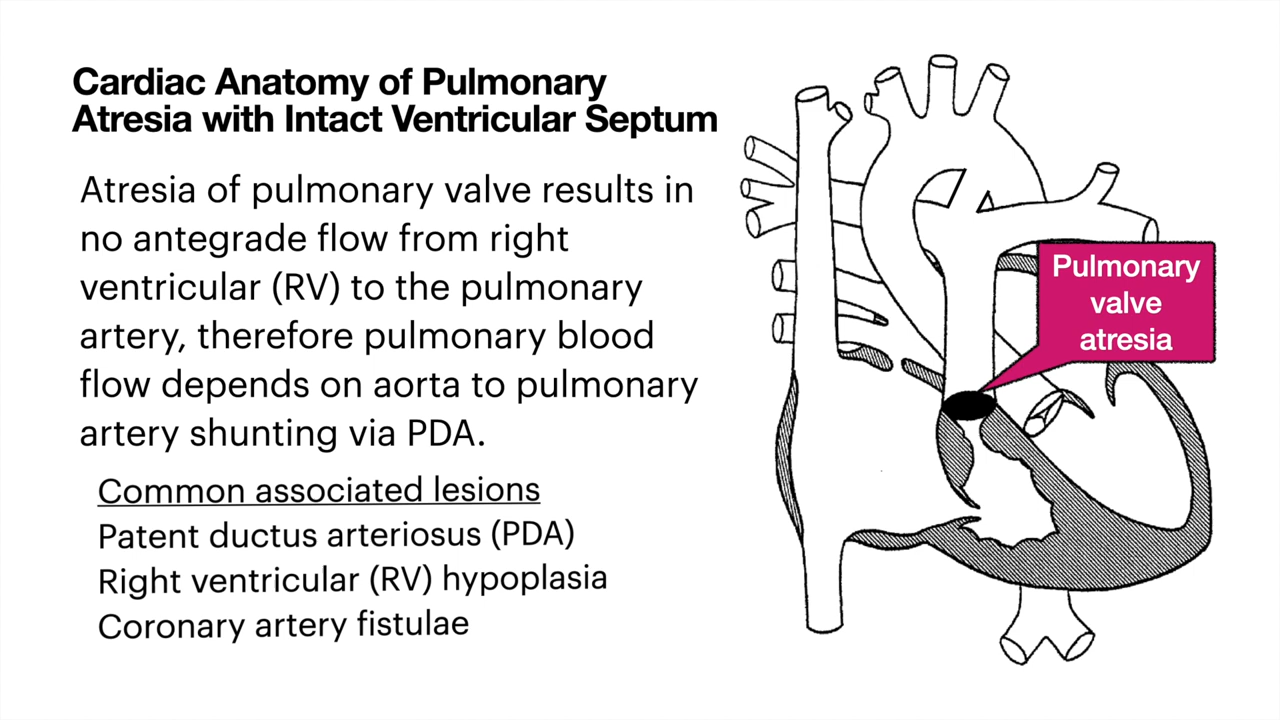 Cardiac Anatomy of Pulmonary
Atresia with Intact Ventricular Septum
Atresia of pulmonary valve results in
no antegrade flow from right
ventricular (RV) to the pulmonary
artery, therefore pulmonary blood
flow depends on aorta to pulmonary
artery shunting via PDA.
Common associated lesions
Patent ductus arteriosus (PDA)
Right ventricular (RV) hypoplasia
Coronary artery fistulae
Pulmonary
valve
atresia